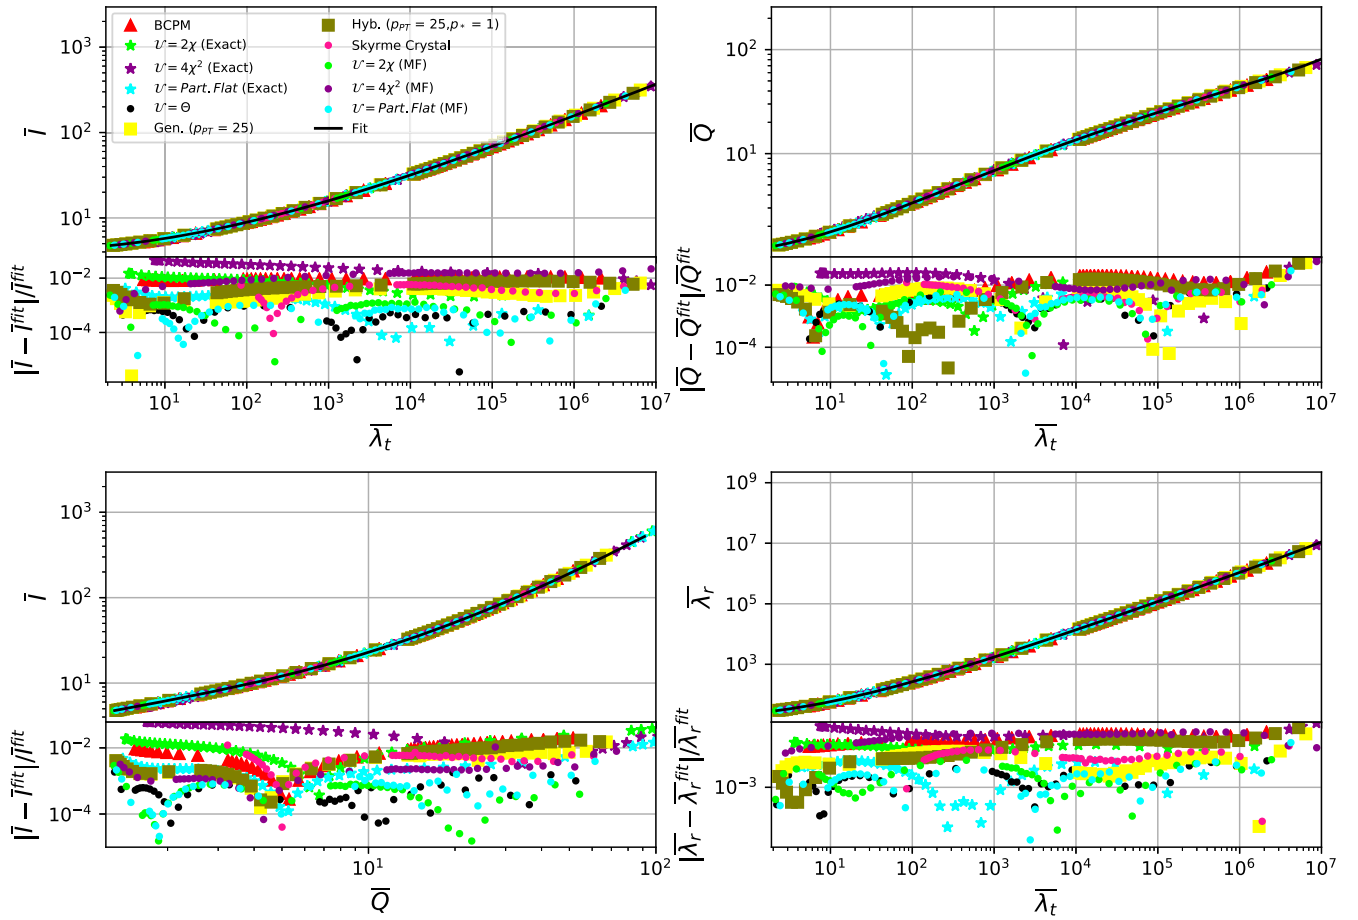 BCPM
𝒰 = 2χ (Exact)
𝒰 = 4χ² (Exact)
𝒰 = Part. Flat (Exact)
𝒰 = Θ
Gen. (p_PT = 25)
Hyb. (p_PT = 25, p_* = 1)
Skyrme Crystal
𝒰 = 2χ (MF)
𝒰 = 4χ² (MF)
𝒰 = Part. Flat (MF)
Fit
10³
10²
10¹
I̅
10⁻²
10⁻⁴
|I̅ − I̅^fit|/I̅^fit
10¹ 10² 10³ 10⁴ 10⁵ 10⁶ 10⁷
λ̅_t
10²
10¹
Q̅
10⁻²
10⁻⁴
|Q̅ − Q̅^fit|/Q̅^fit
10¹ 10² 10³ 10⁴ 10⁵ 10⁶ 10⁷
λ̅_t
10³
10²
10¹
I̅
10⁻²
10⁻⁴
|I̅ − I̅^fit|/I̅^fit
10¹ 10²
Q̅
10⁹
10⁷
10⁵
10³
λ̅_r
10⁻³
|λ̅_r − λ̅_r^fit|/λ̅_r^fit
10¹ 10² 10³ 10⁴ 10⁵ 10⁶ 10⁷
λ̅_t